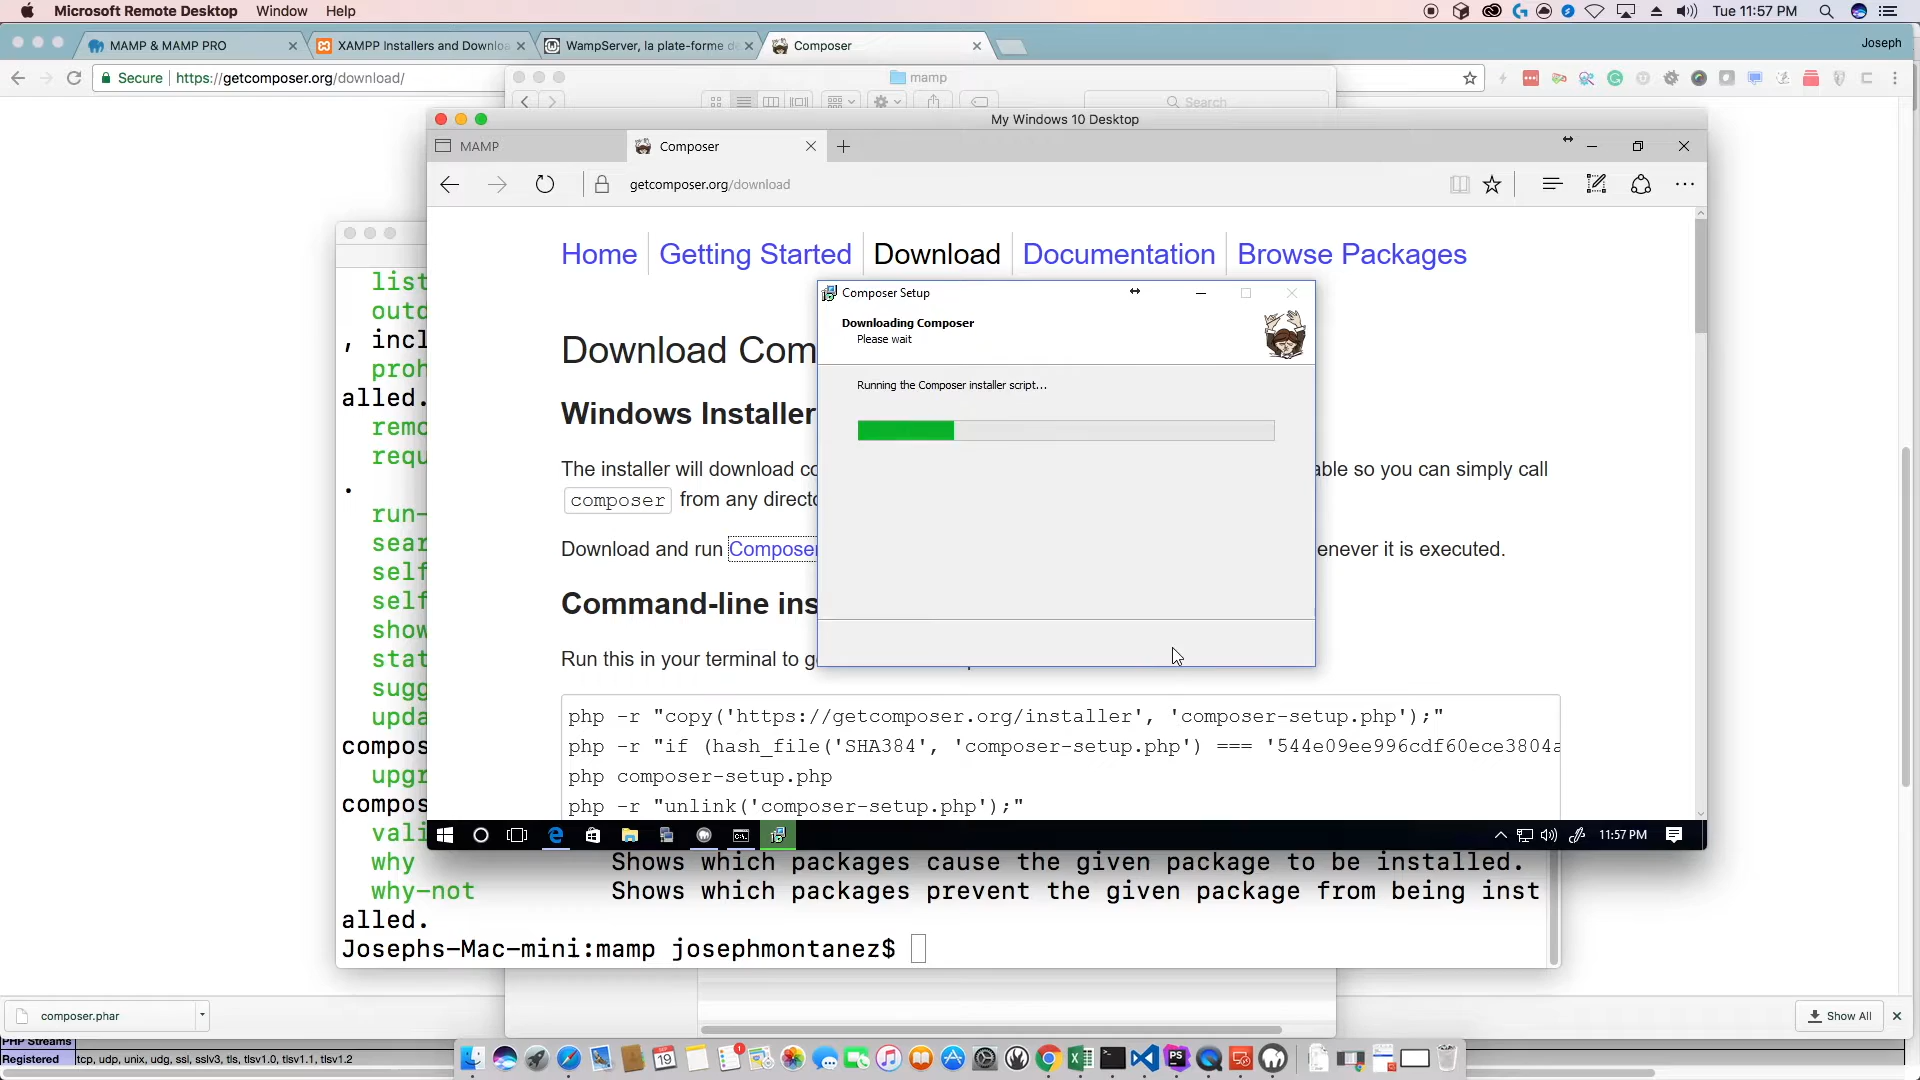 Microsoft Remote Desktop Window Help
Tue 11:57 PM
MAMP & MAMP PRO
XAMPP Installers and Downloa
WampServer, la plate-forme de
Composer
Joseph
Secure https://getcomposer.org/download/
mamp
Search
My Windows 10 Desktop
MAMP
Composer
getcomposer.org/download
Home
Getting Started
Download
Documentation
Browse Packages
Composer Setup
Downloading Composer
Please wait
Running the Composer installer script...
Download Com
Windows Installer
The installer will download co
able so you can simply call
composer from any directo
Download and run Composer
enever it is executed.
Command-line ins
Run this in your terminal to g
php -r "copy('https://getcomposer.org/installer', 'composer-setup.php');"
php -r "if (hash_file('SHA384', 'composer-setup.php') === '544e09ee996cdf60ece3804a
php composer-setup.php
php -r "unlink('composer-setup.php');"
11:57 PM
list
outd
, incl
proh
alled.
remo
requ
.
run-
sear
self
self
show
stat
sugg
upda
compos
upgr
compos
vali
why Shows which packages cause the given package to be installed.
why-not Shows which packages prevent the given package from being inst
alled.
Josephs-Mac-mini:mamp josephmontanez$
composer.phar
Show All
PHP Streams
Registered tcp, udp, unix, udg, ssl, sslv3, tls, tlsv1.0, tlsv1.1, tlsv1.2